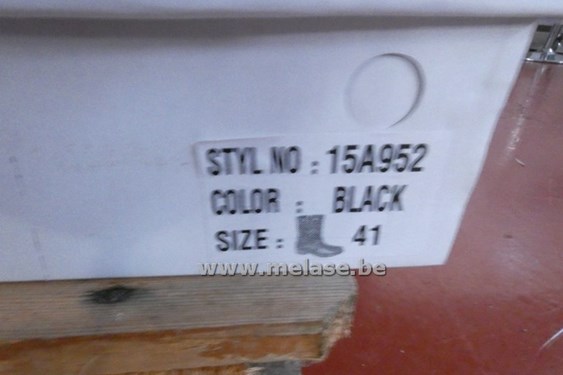 STYL NO : 15A952
COLOR : BLACK
SIZE : 41
www.melase.be